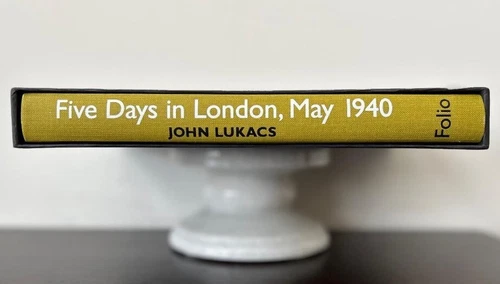 Five Days in London, May 1940
JOHN LUKACS
Folio